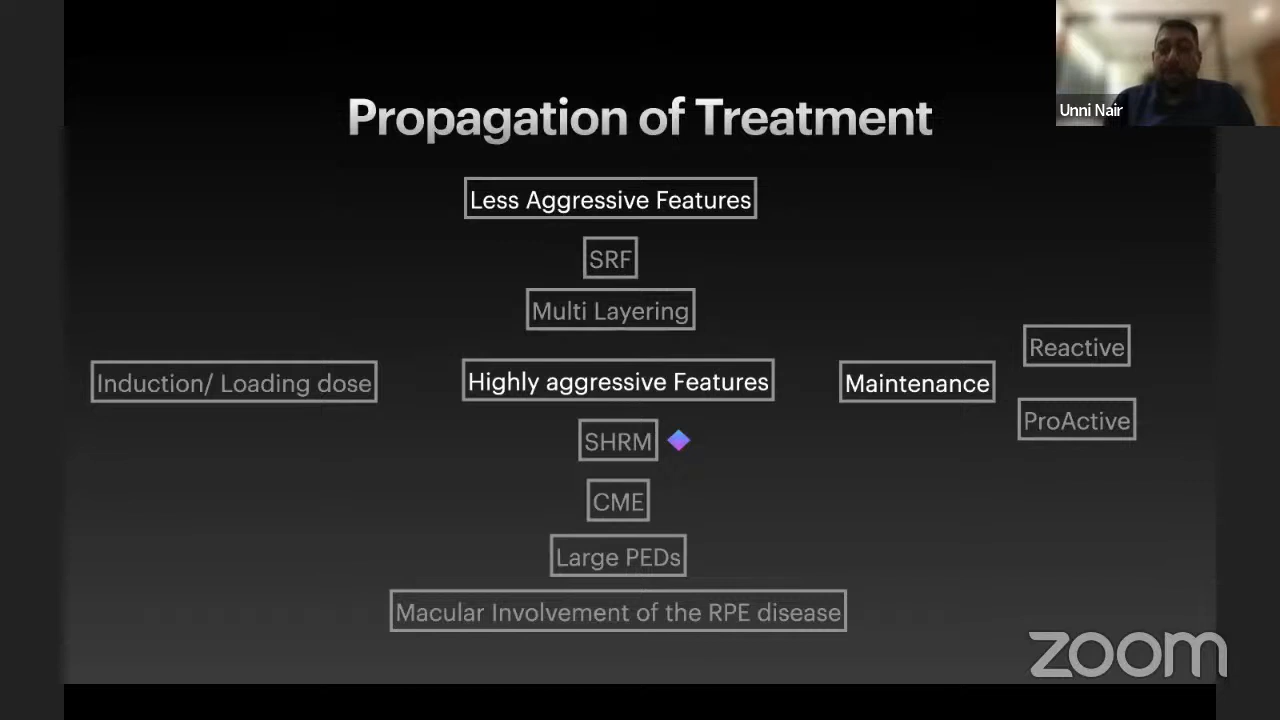 Propagation of Treatment
Unni Nair
Less Aggressive Features
SRF
Multi Layering
Induction/ Loading dose
Highly aggressive Features
SHRM
CME
Large PEDs
Macular Involvement of the RPE disease
Maintenance
Reactive
ProActive
zoom